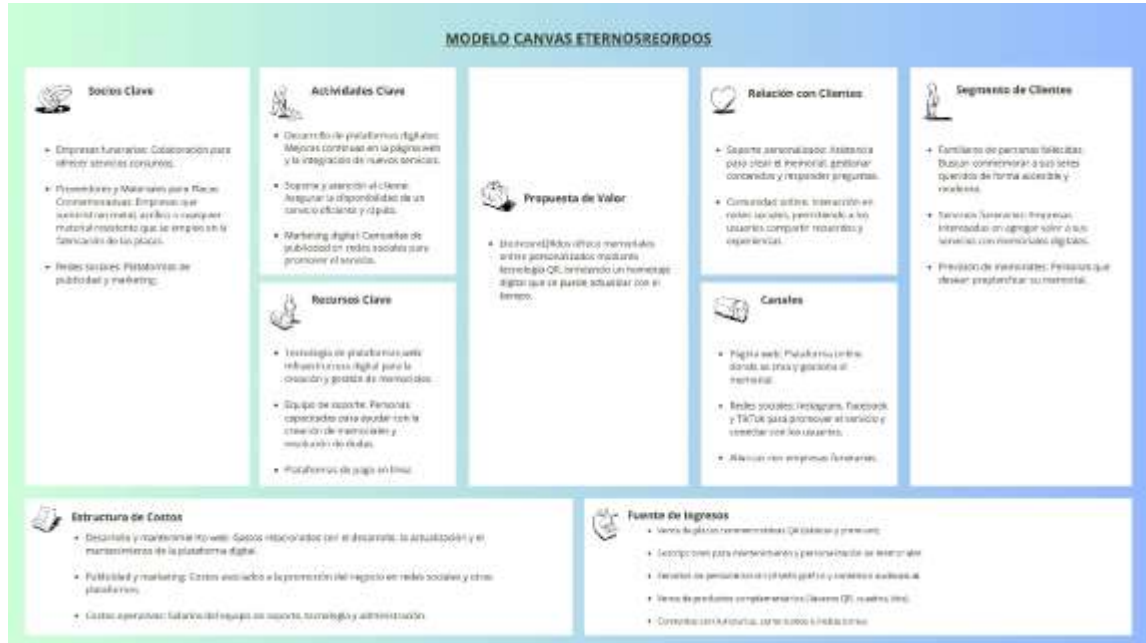 MODELO CANVAS ETERNOSREORDOS
Socios Clave
Empresas funerarias: Colaboración para
ofrecer servicios conjuntos.
Proveedores y Materiales para Placas
Conmemorativas: Empresas que
suministran metal, acrílico o cualquier
material resistente que se emplee en la
fabricación de las placas.
Redes sociales: Plataformas de
publicidad y marketing.
Actividades Clave
Desarrollo de plataformas digitales:
Mejoras continuas en la página web
y la integración de nuevos servicios.
Soporte y atención al cliente:
Asegurar la disponibilidad de un
servicio eficiente y rápido.
Marketing digital: Campañas de
publicidad en redes sociales para
promover el servicio.
Recursos Clave
Tecnología de plataformas web:
Infraestructura digital para la
creación y gestión de memoriales.
Equipo de soporte: Personas
capacitadas para ayudar con la
creación de memoriales y
resolución de dudas.
Plataformas de pago en línea
Propuesta de Valor
ofrece memoriales
online personalizados mediante
tecnología QR, brindando un homenaje
digital que se puede actualizar con el
tiempo.
Relación con Clientes
Soporte personalizado: Asistencia
para crear el memorial, gestionar
contenidos y responder preguntas.
Comunidad online: Interacción en
redes sociales, permitiendo a los
usuarios compartir recuerdos y
experiencias.
Canales
Página web: Plataforma online
donde se crea y gestiona el
memorial.
Redes sociales: Instagram, Facebook
y TikTok para promover el servicio y
conectar con los usuarios.
Alianzas con empresas funerarias.
Segmento de Clientes
Familiares de personas fallecidas:
Buscan conmemorar a sus seres
queridos de forma accesible y
moderna.
Servicios funerarios: Empresas
interesadas en agregar valor a sus
servicios con memoriales digitales.
Previsión de memoriales: Personas que
desean preplanificar su memorial.
Estructura de Costos
Desarrollo y mantenimiento web: Gastos relacionados con el desarrollo, la actualización y el
mantenimiento de la plataforma digital.
Publicidad y marketing: Costos asociados a la promoción del negocio en redes sociales y otras
plataformas.
Costos operativos: Salarios del equipo de soporte, tecnología y administración.
Fuente de Ingresos
Venta de placas conmemorativas QR (básicas y premium)
Suscripciones para mantenimiento y personalización de memoriales
Servicios de personalización (diseño gráfico y contenido audiovisual)
Venta de productos complementarios (llaveros QR, cuadros,
Convenios con funerarias, cementerios